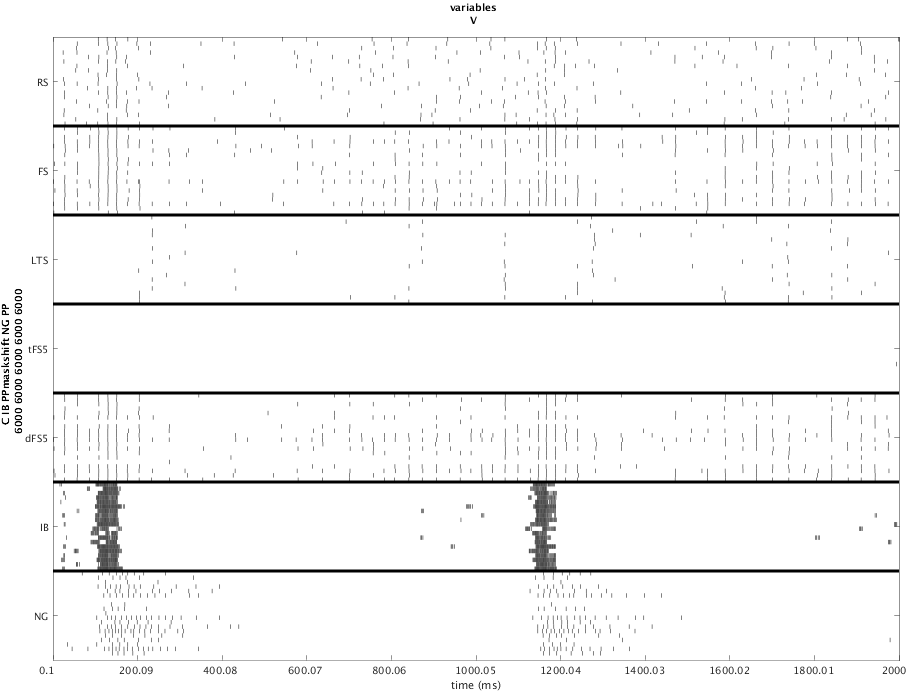 variables
V
RS
FS
LTS
tFS5
dFS5
IB
NG
C IB PPmaskshift NG PP
6000 6000 6000 6000 6000
0.1
200.09
400.08
600.07
800.06
1000.05
1200.04
1400.03
1600.02
1800.01
2000
time (ms)